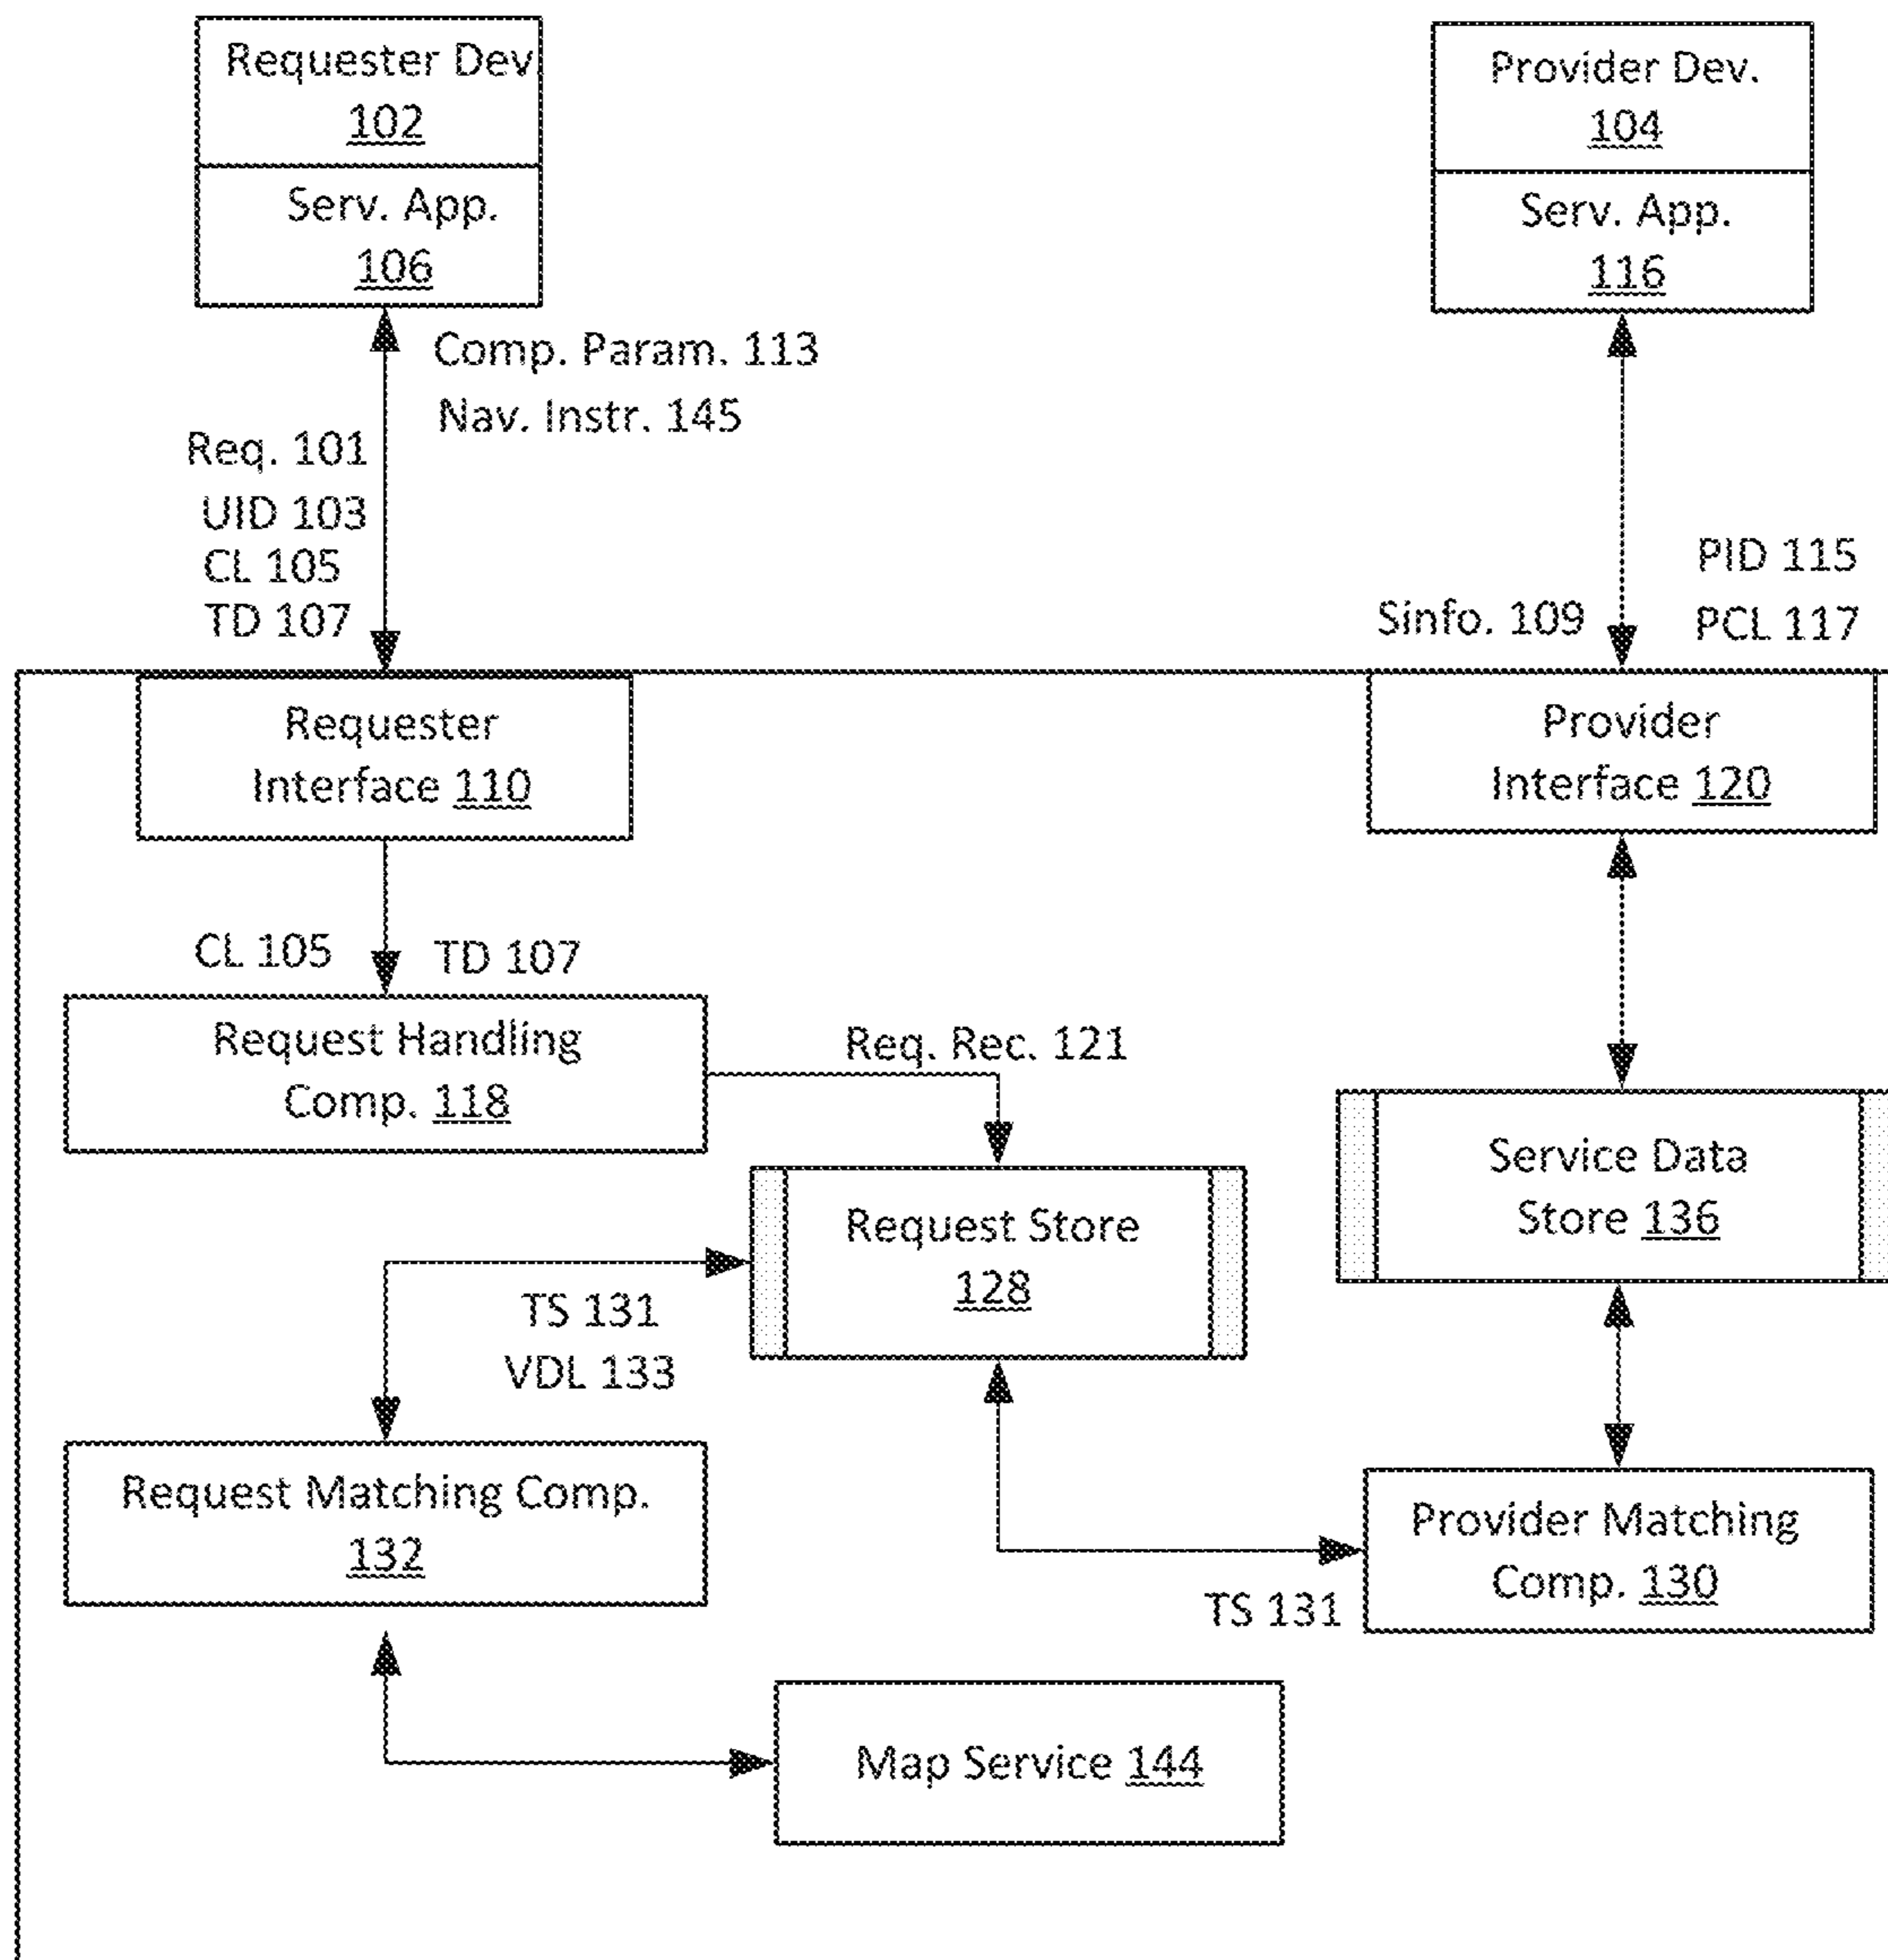 Requester Dev
102
Serv. App.
106
Provider Dev.
104
Serv. App.
116
Comp. Param. 113
Nav. Instr. 145
Req. 101
UID 103
CL 105
TD 107
PID 115
Sinfo. 109
PCL 117
Requester
Interface 110
Provider
Interface 120
CL 105
TD 107
Request Handling
Comp. 118
Req. Rec. 121
Request Store
128
Service Data
Store 136
TS 131
VDL 133
Request Matching Comp.
132
Provider Matching
Comp. 130
TS 131
Map Service 144